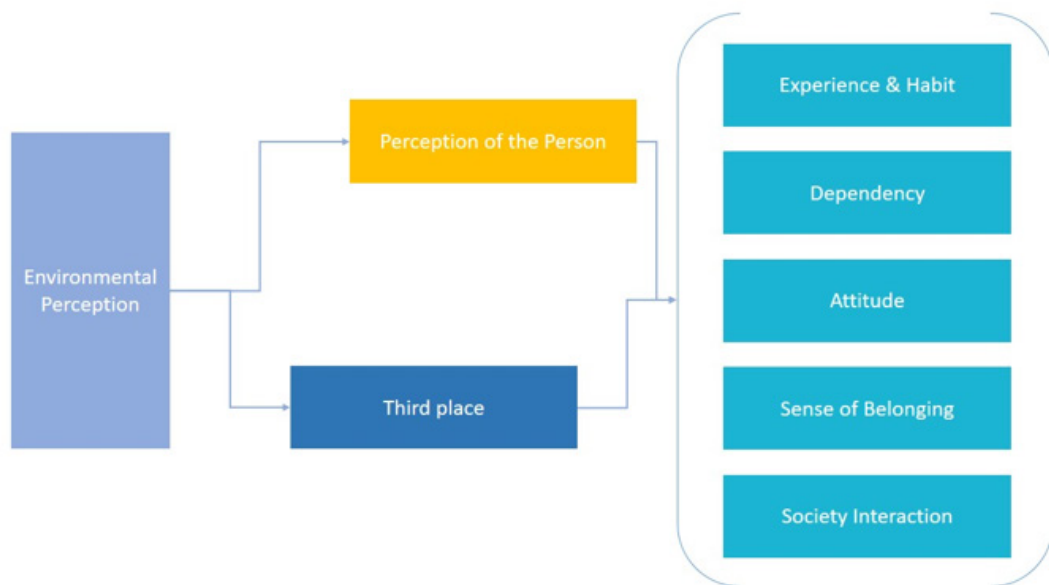 Environmental
Perception
Perception of the Person
Third place
Experience & Habit
Dependency
Attitude
Sense of Belonging
Society Interaction